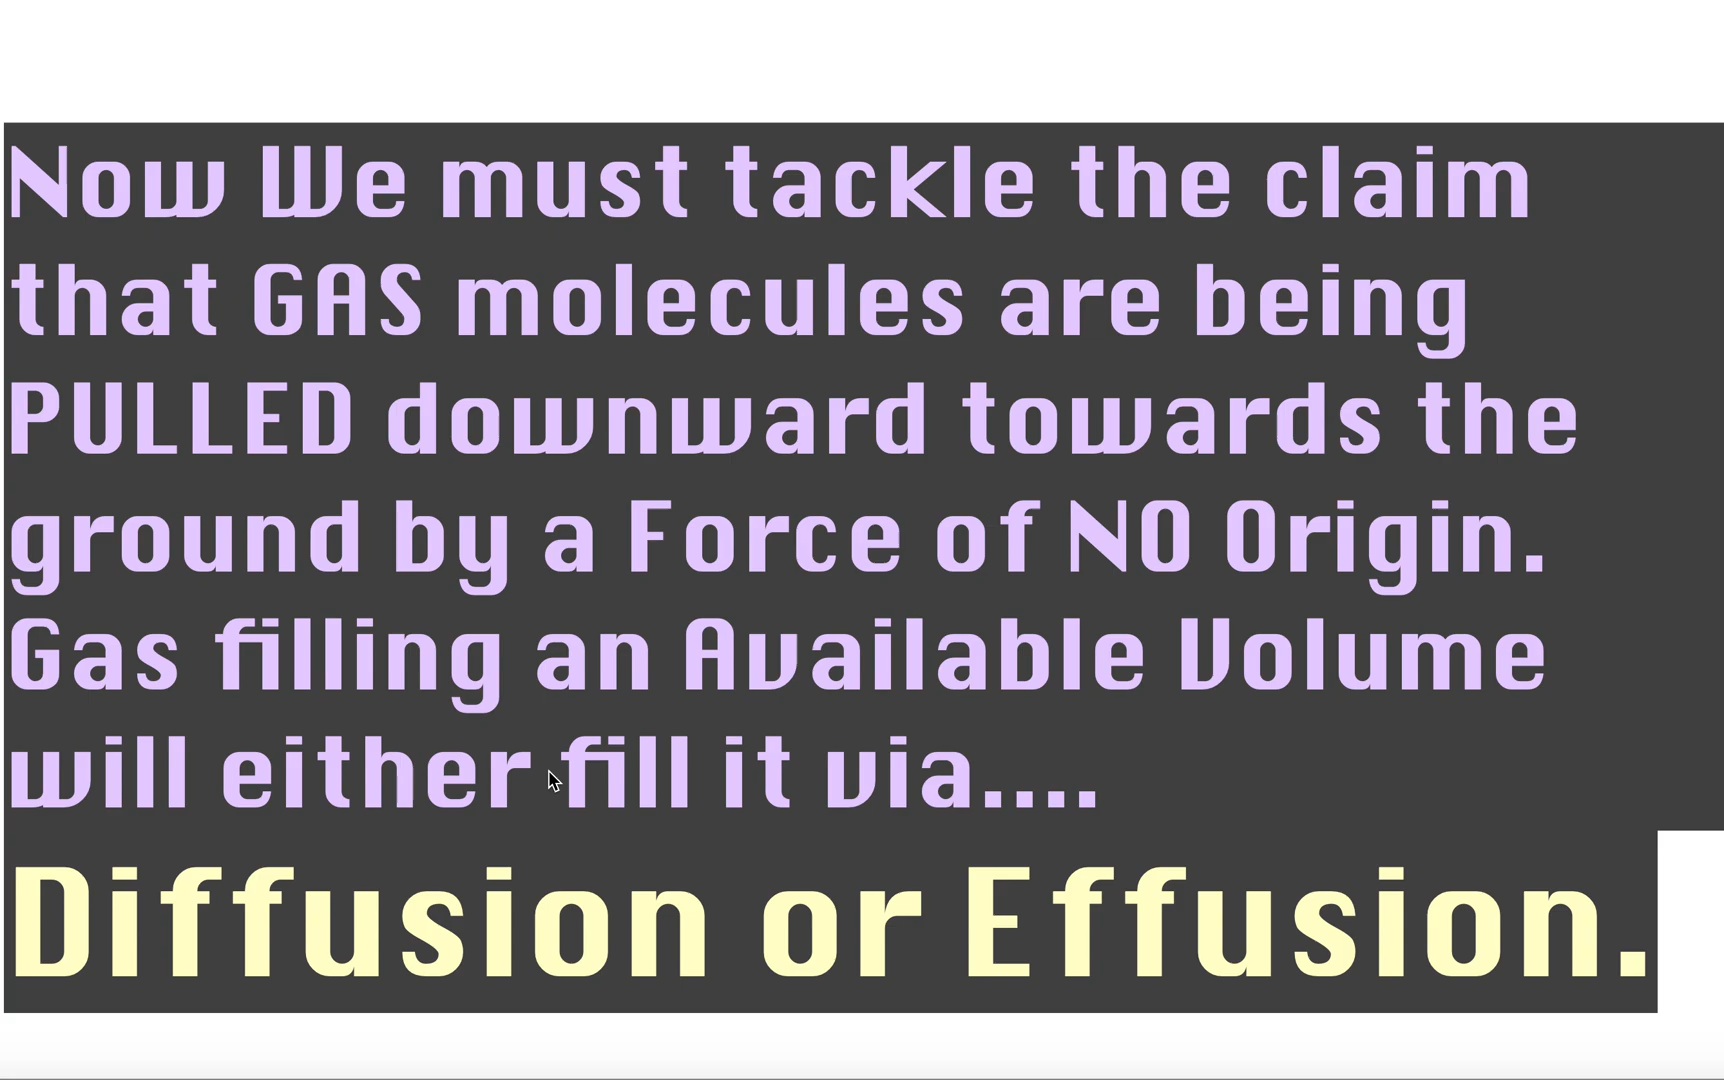 Now We must tackle the claim
that GAS molecules are being
PULLED downward towards the
ground by a Force of NO Origin.
Gas filling an Available Volume
will either fill it via....
Diffusion or Effusion.